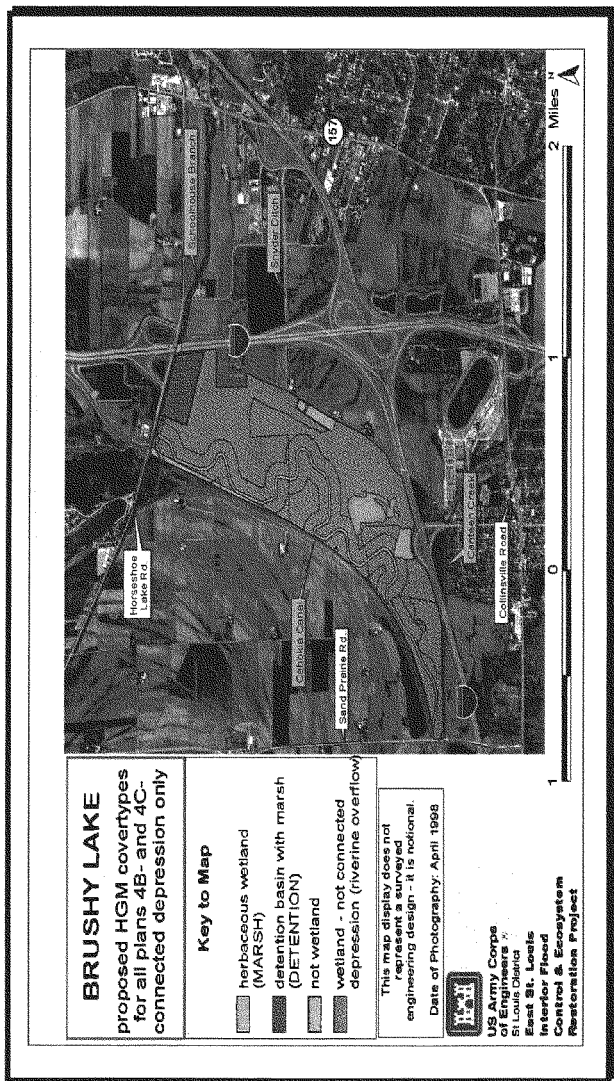 BRUSHY LAKE
proposed HGM covertypes
for all plans 4B- and 4C-
connected depression only
Key to Map
herbaceous wetland
(MARSH)
detention basin with marsh
(DETENTION)
not wetland
wetland - not connected
depression (riverine overflow)
This map display does not
represent a surveyed
engineering design - it is notional.
Date of Photography: April 1998
US Army Corps
of Engineers
St Louis District
East St. Louis
Interior Flood
Control & Ecosystem
Restoration Project
Horseshoe
Lake Rd.
Schoolhouse Branch
Snyder Ditch
157
Cahokia Canal
Sand Prairie Rd.
Canteen Creek
Collinsville Road
1
0
1
2 Miles
N